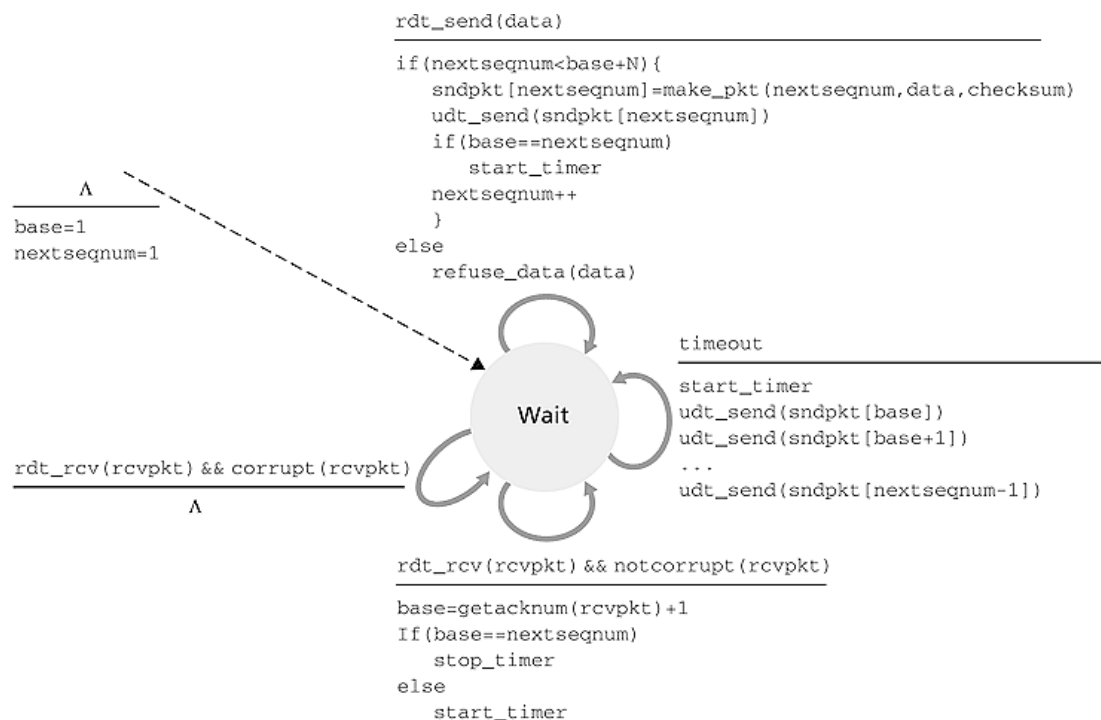 rdt_send(data)
if(nextseqnum<base+N){
sndpkt[nextseqnum]=make_pkt(nextseqnum,data,checksum)
udt_send(sndpkt[nextseqnum])
if(base==nextseqnum)
start_timer
nextseqnum++
}
else
refuse_data(data)
Λ
base=1
nextseqnum=1
timeout
start_timer
udt_send(sndpkt[base])
udt_send(sndpkt[base+1])
...
udt_send(sndpkt[nextseqnum-1])
Wait
rdt_rcv(rcvpkt) && corrupt(rcvpkt)
Λ
rdt_rcv(rcvpkt) && notcorrupt(rcvpkt)
base=getacknum(rcvpkt)+1
If(base==nextseqnum)
stop_timer
else
start_timer